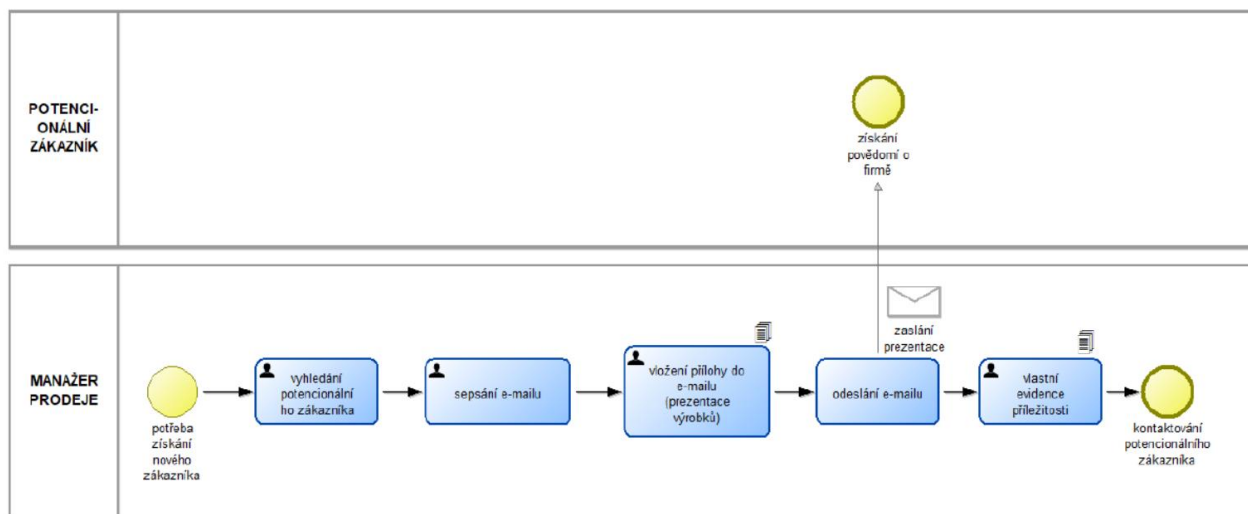 POTENCI-
ONÁLNÍ
ZÁKAZNÍK
získání
povědomí o
firmě
MANAŽER
PRODEJE
potřeba
získání
nového
zákazníka
vyhledání
potencionální
ho zákazníka
sepsání e-mailu
vložení přílohy do
e-mailu
(prezentace
výrobků)
zaslání
prezentace
odeslání e-mailu
vlastní
evidence
příležitosti
kontaktování
potencionálního
zákazníka